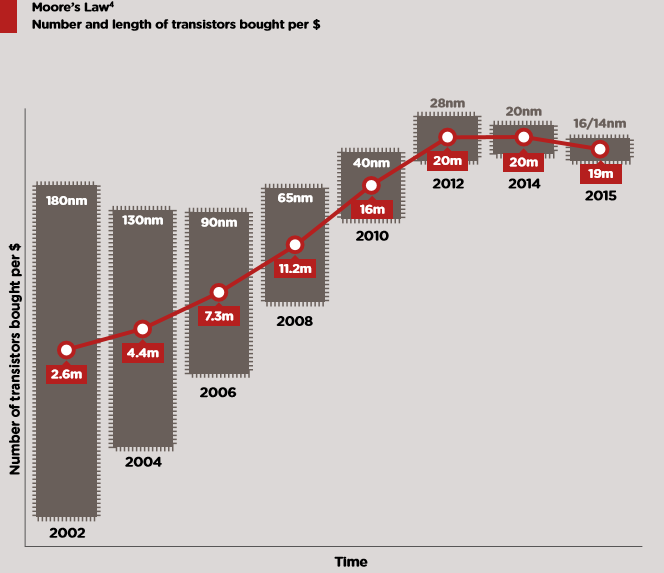 Moore's Law⁴
Number and length of transistors bought per $
Number of transistors bought per $
180nm
2.6m
2002
130nm
4.4m
2004
90nm
7.3m
2006
65nm
11.2m
2008
40nm
16m
2010
28nm
20m
2012
20nm
20m
2014
16/14nm
19m
2015
Time